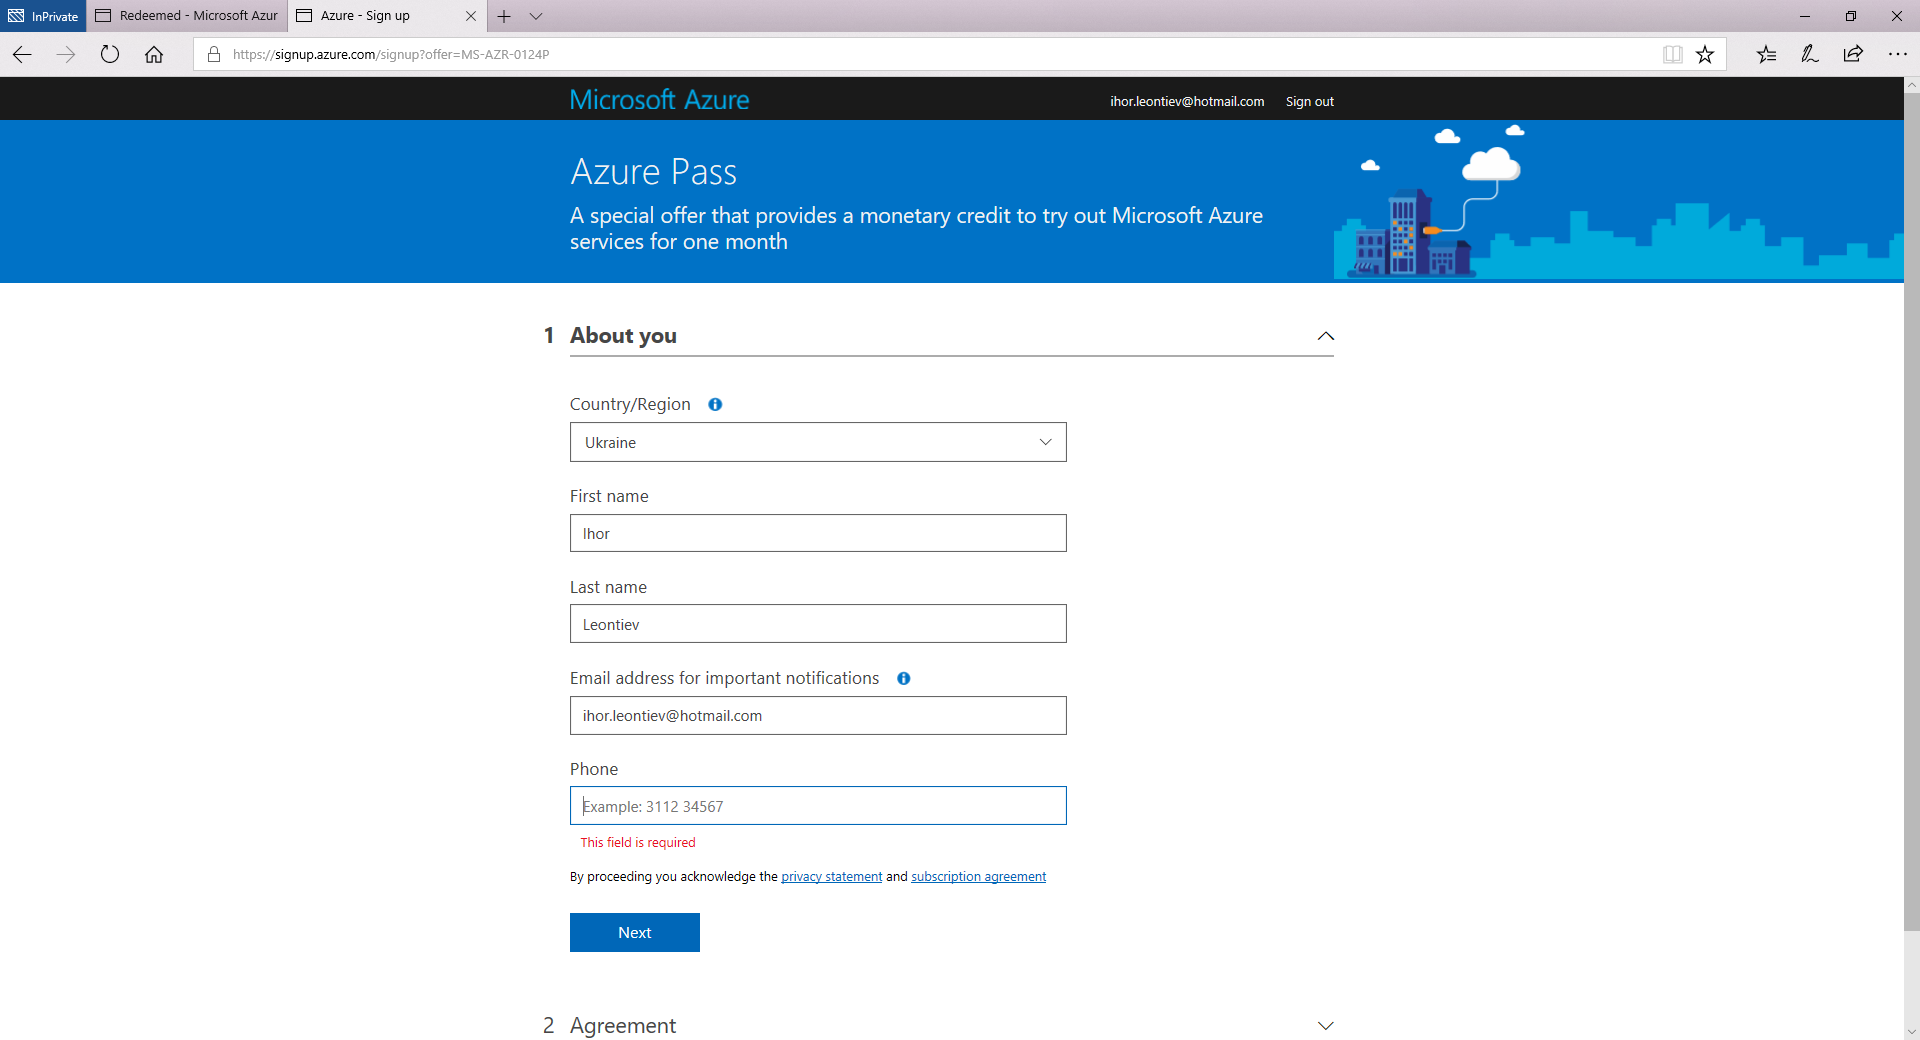 InPrivate
Redeemed - Microsoft Azur
Azure - Sign up
https://signup.azure.com/signup?offer=MS-AZR-0124P
Microsoft Azure
ihor.leontiev@hotmail.com
Sign out
Azure Pass
A special offer that provides a monetary credit to try out Microsoft Azure
services for one month
1 About you
Country/Region
Ukraine
First name
Ihor
Last name
Leontiev
Email address for important notifications
ihor.leontiev@hotmail.com
Phone
Example: 3112 34567
This field is required
By proceeding you acknowledge the privacy statement and subscription agreement
Next
2 Agreement